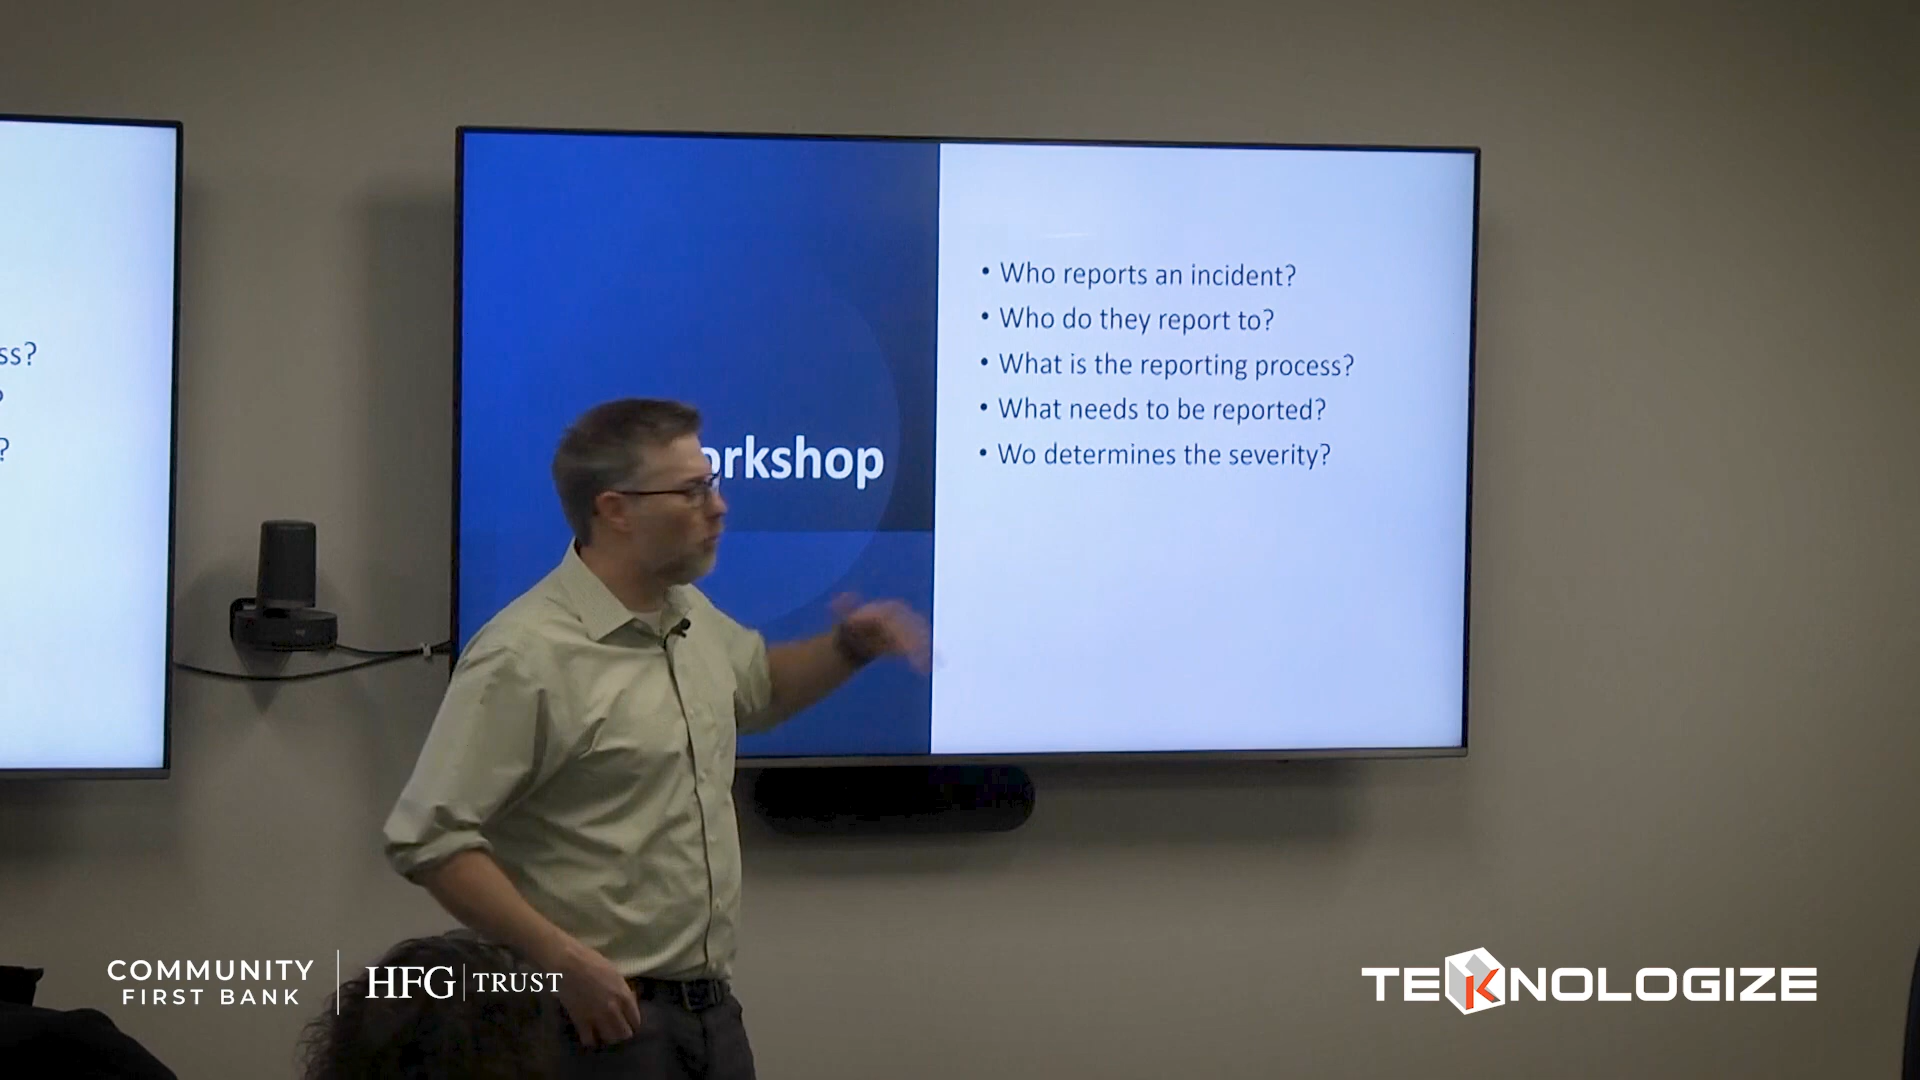 ss?
?
?
orkshop
• Who reports an incident?
• Who do they report to?
• What is the reporting process?
• What needs to be reported?
• Wo determines the severity?
COMMUNITY
FIRST BANK
HFG TRUST
TEKNOLOGIZE